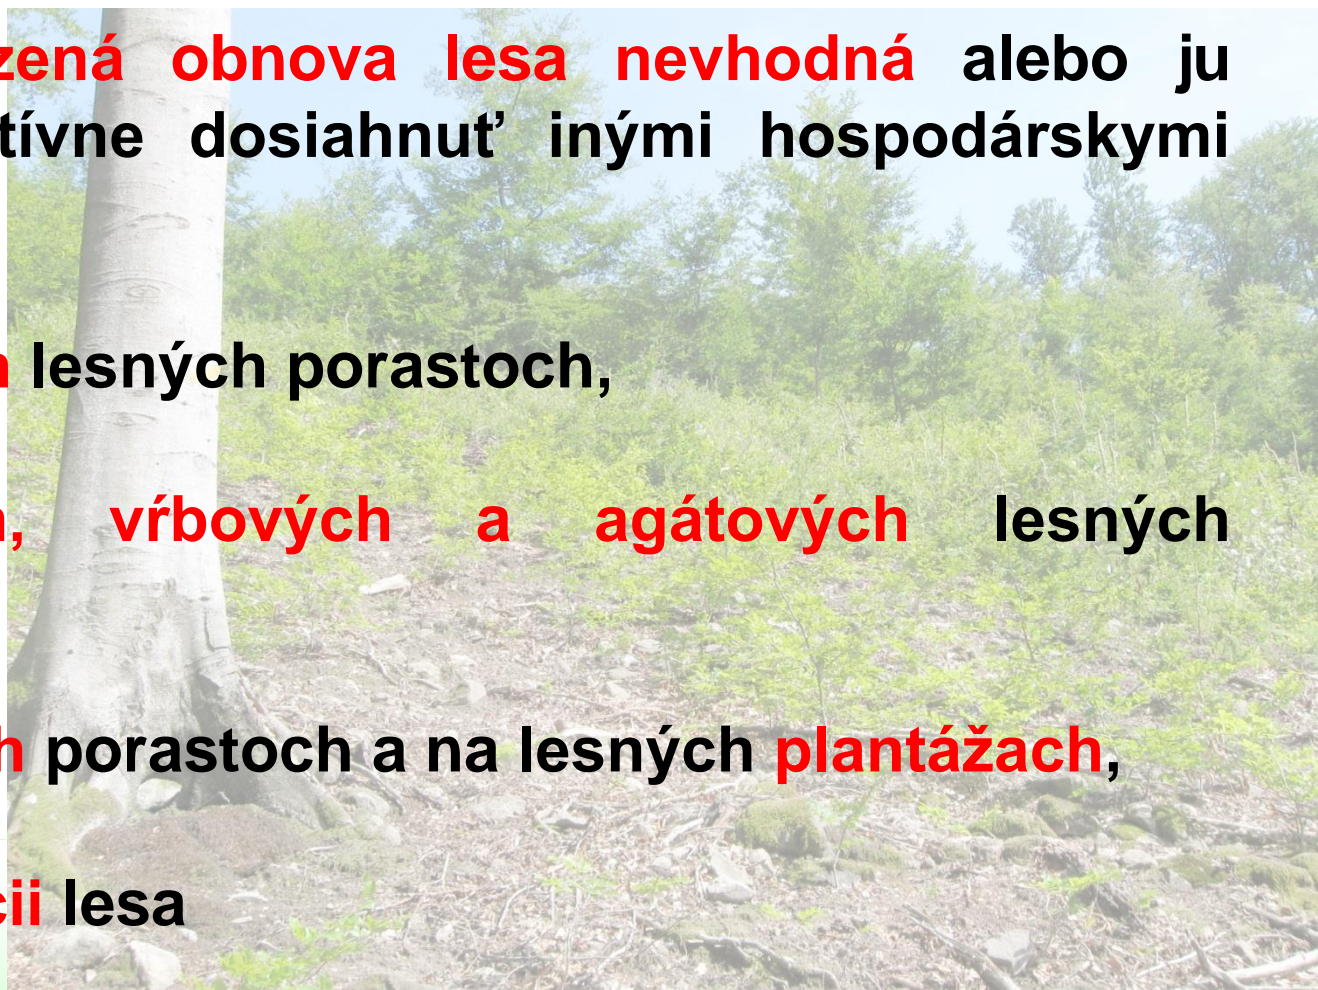 zená obnova lesa nevhodná alebo ju
tívne dosiahnuť inými hospodárskymi
lesných porastoch,
vŕbových a agátových lesných
h porastoch a na lesných plantážach,
cii lesa